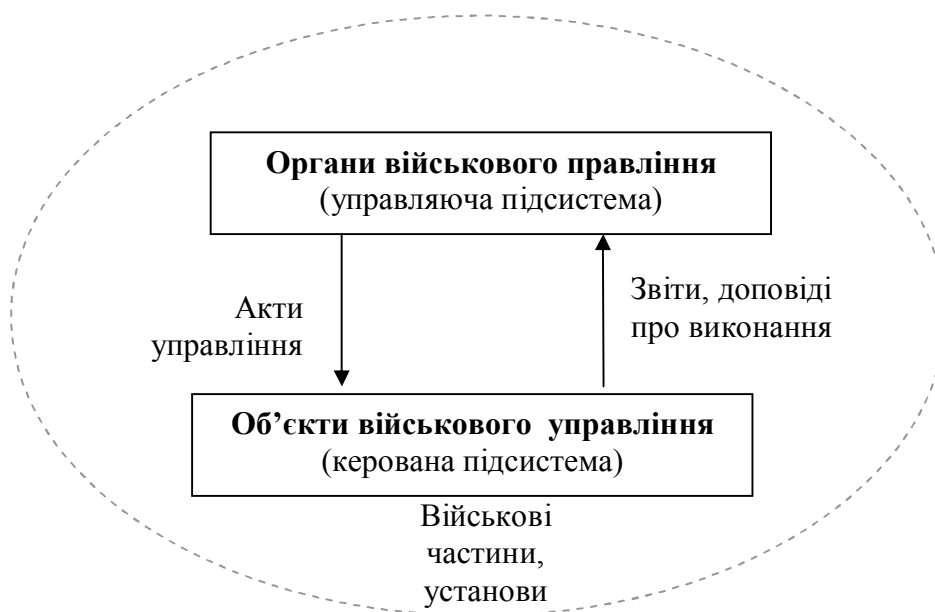 Органи військового правління
(управляюча підсистема)
Акти
управління
Звіти, доповіді
про виконання
Об’єкти військового управління
(керована підсистема)
Військові
частини,
установи